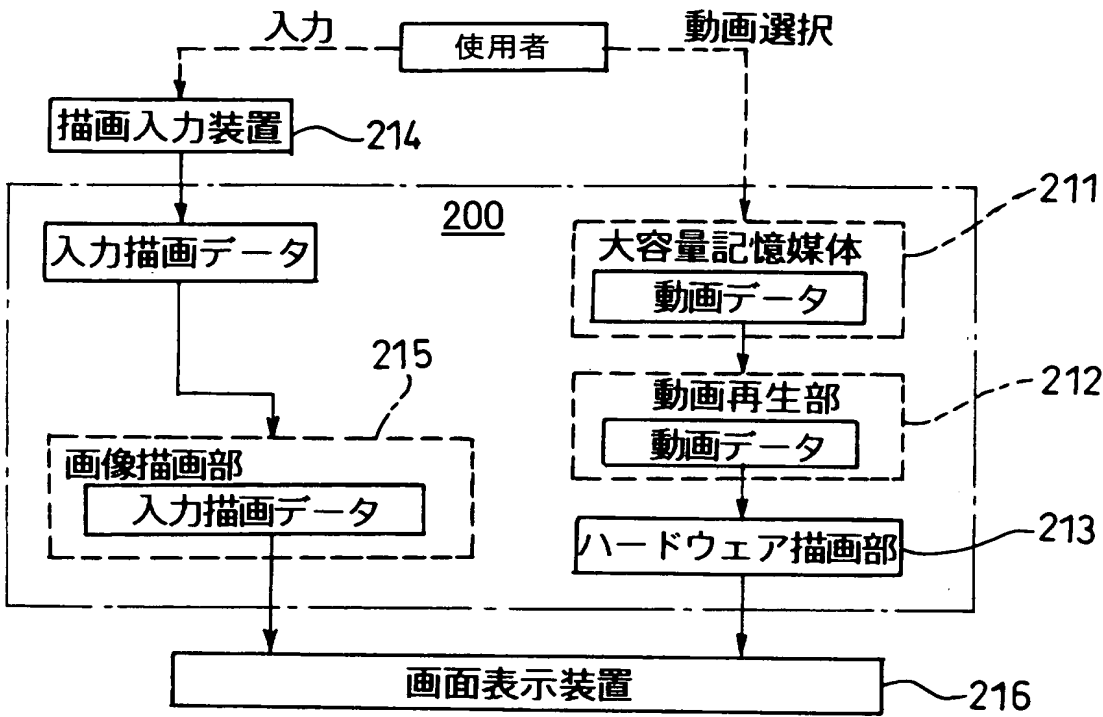 入力
使用者
動画選択
描画入力装置
214
200
211
入力描画データ
大容量記憶媒体
動画データ
215
212
動画再生部
動画データ
画像描画部
入力描画データ
ハードウェア描画部
213
画面表示装置
216